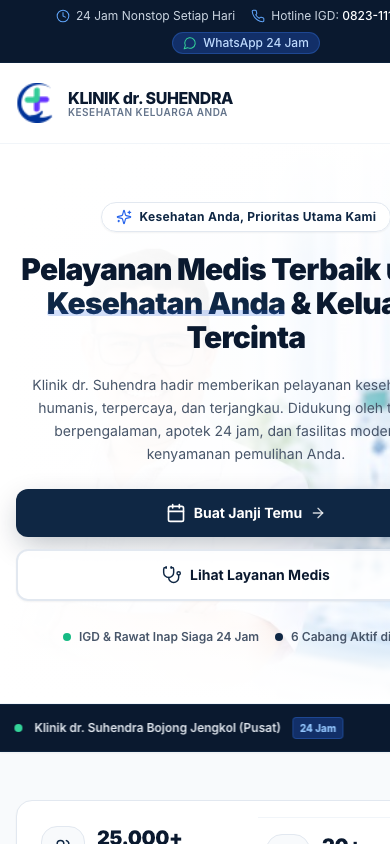 24 Jam Nonstop Setiap Hari Hotline IGD: 0823-11
WhatsApp 24 Jam
KLINIK dr. SUHENDRA
KESEHATAN KELUARGA ANDA
Kesehatan Anda, Prioritas Utama Kami
Pelayanan Medis Terbaik
Kesehatan Anda & Kelua
Tercinta
Klinik dr. Suhendra hadir memberikan pelayanan keseh
humanis, terpercaya, dan terjangkau. Didukung oleh t
berpengalaman, apotek 24 jam, dan fasilitas moder
kenyamanan pemulihan Anda.
Buat Janji Temu
Lihat Layanan Medis
IGD & Rawat Inap Siaga 24 Jam 6 Cabang Aktif di
Klinik dr. Suhendra Bojong Jengkol (Pusat) 24 Jam
25.000+